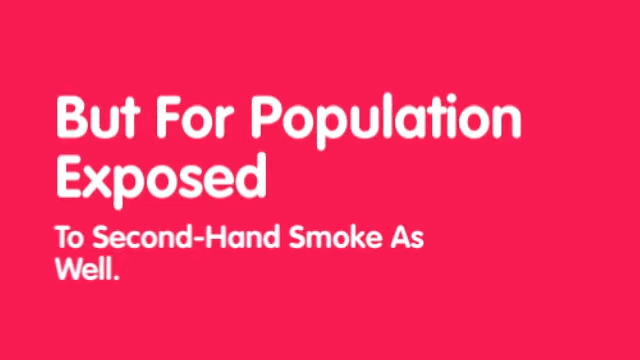 But For Population
Exposed
To Second-Hand Smoke As
Well.